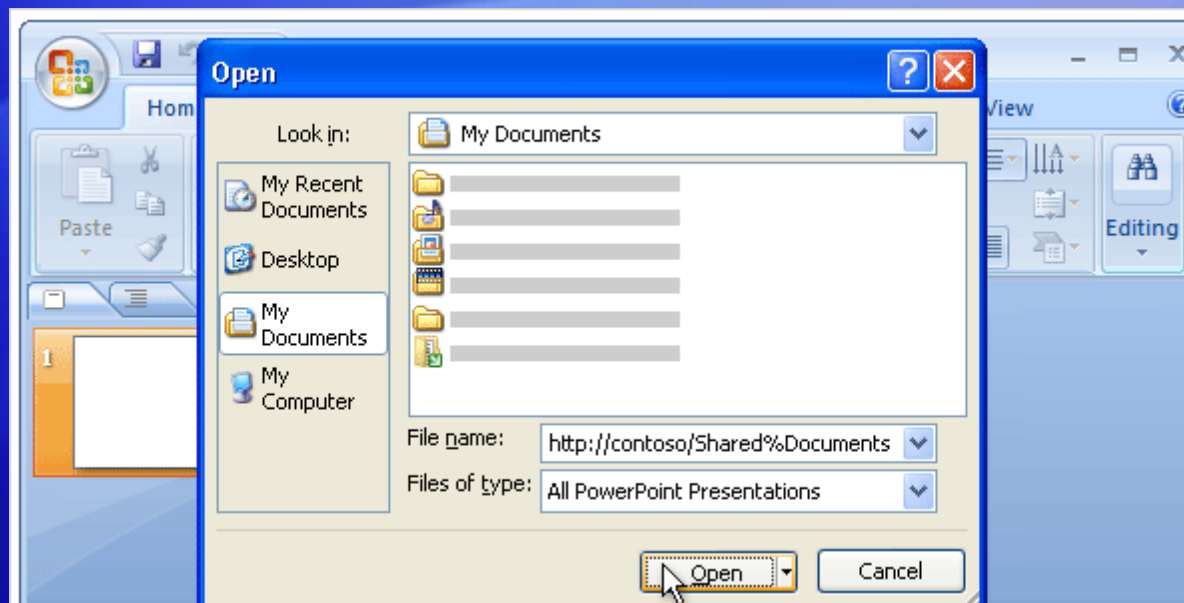 Open
?
Hom
View
Look in:
My Documents
My Recent
Documents
Desktop
My
Documents
My
Computer
Paste
Editing
1
File name:
http://contoso/Shared%Documents
Files of type:
All PowerPoint Presentations
Open
Cancel